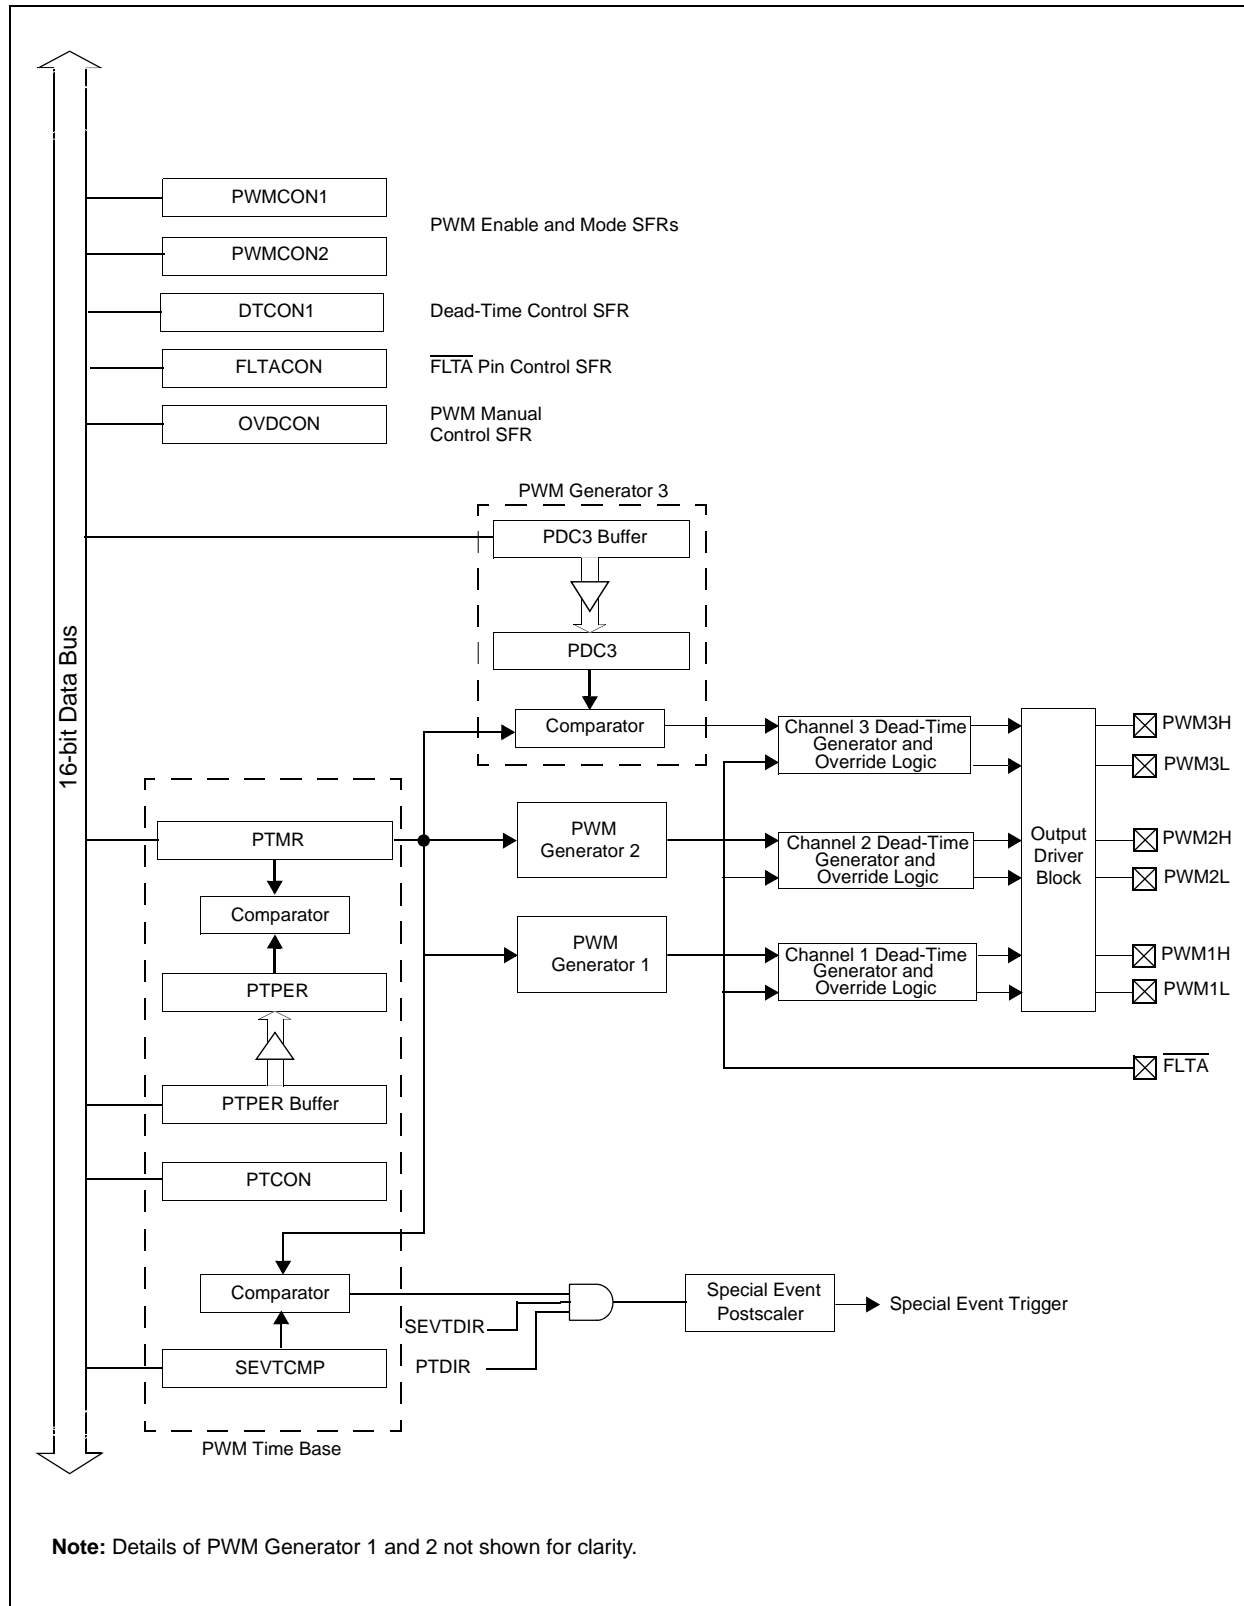 PWMCON1
PWM Enable and Mode SFRs
PWMCON2
DTCON1
Dead-Time Control SFR
FLTACON
FLTA Pin Control SFR
OVDCON
PWM Manual
Control SFR
PWM Generator 3
PDC3 Buffer
PDC3
Comparator
16-bit Data Bus
Channel 3 Dead-Time
Generator and
Override Logic
PWM3H
PWM3L
PTMR
PWM
Generator 2
Channel 2 Dead-Time
Generator and
Override Logic
Output
Driver
Block
PWM2H
PWM2L
Comparator
PWM
Generator 1
Channel 1 Dead-Time
Generator and
Override Logic
PWM1H
PWM1L
PTPER
FLTA
PTPER Buffer
PTCON
Comparator
SEVTDIR
PTDIR
Special Event
Postscaler
Special Event Trigger
SEVTCMP
PWM Time Base
Note: Details of PWM Generator 1 and 2 not shown for clarity.